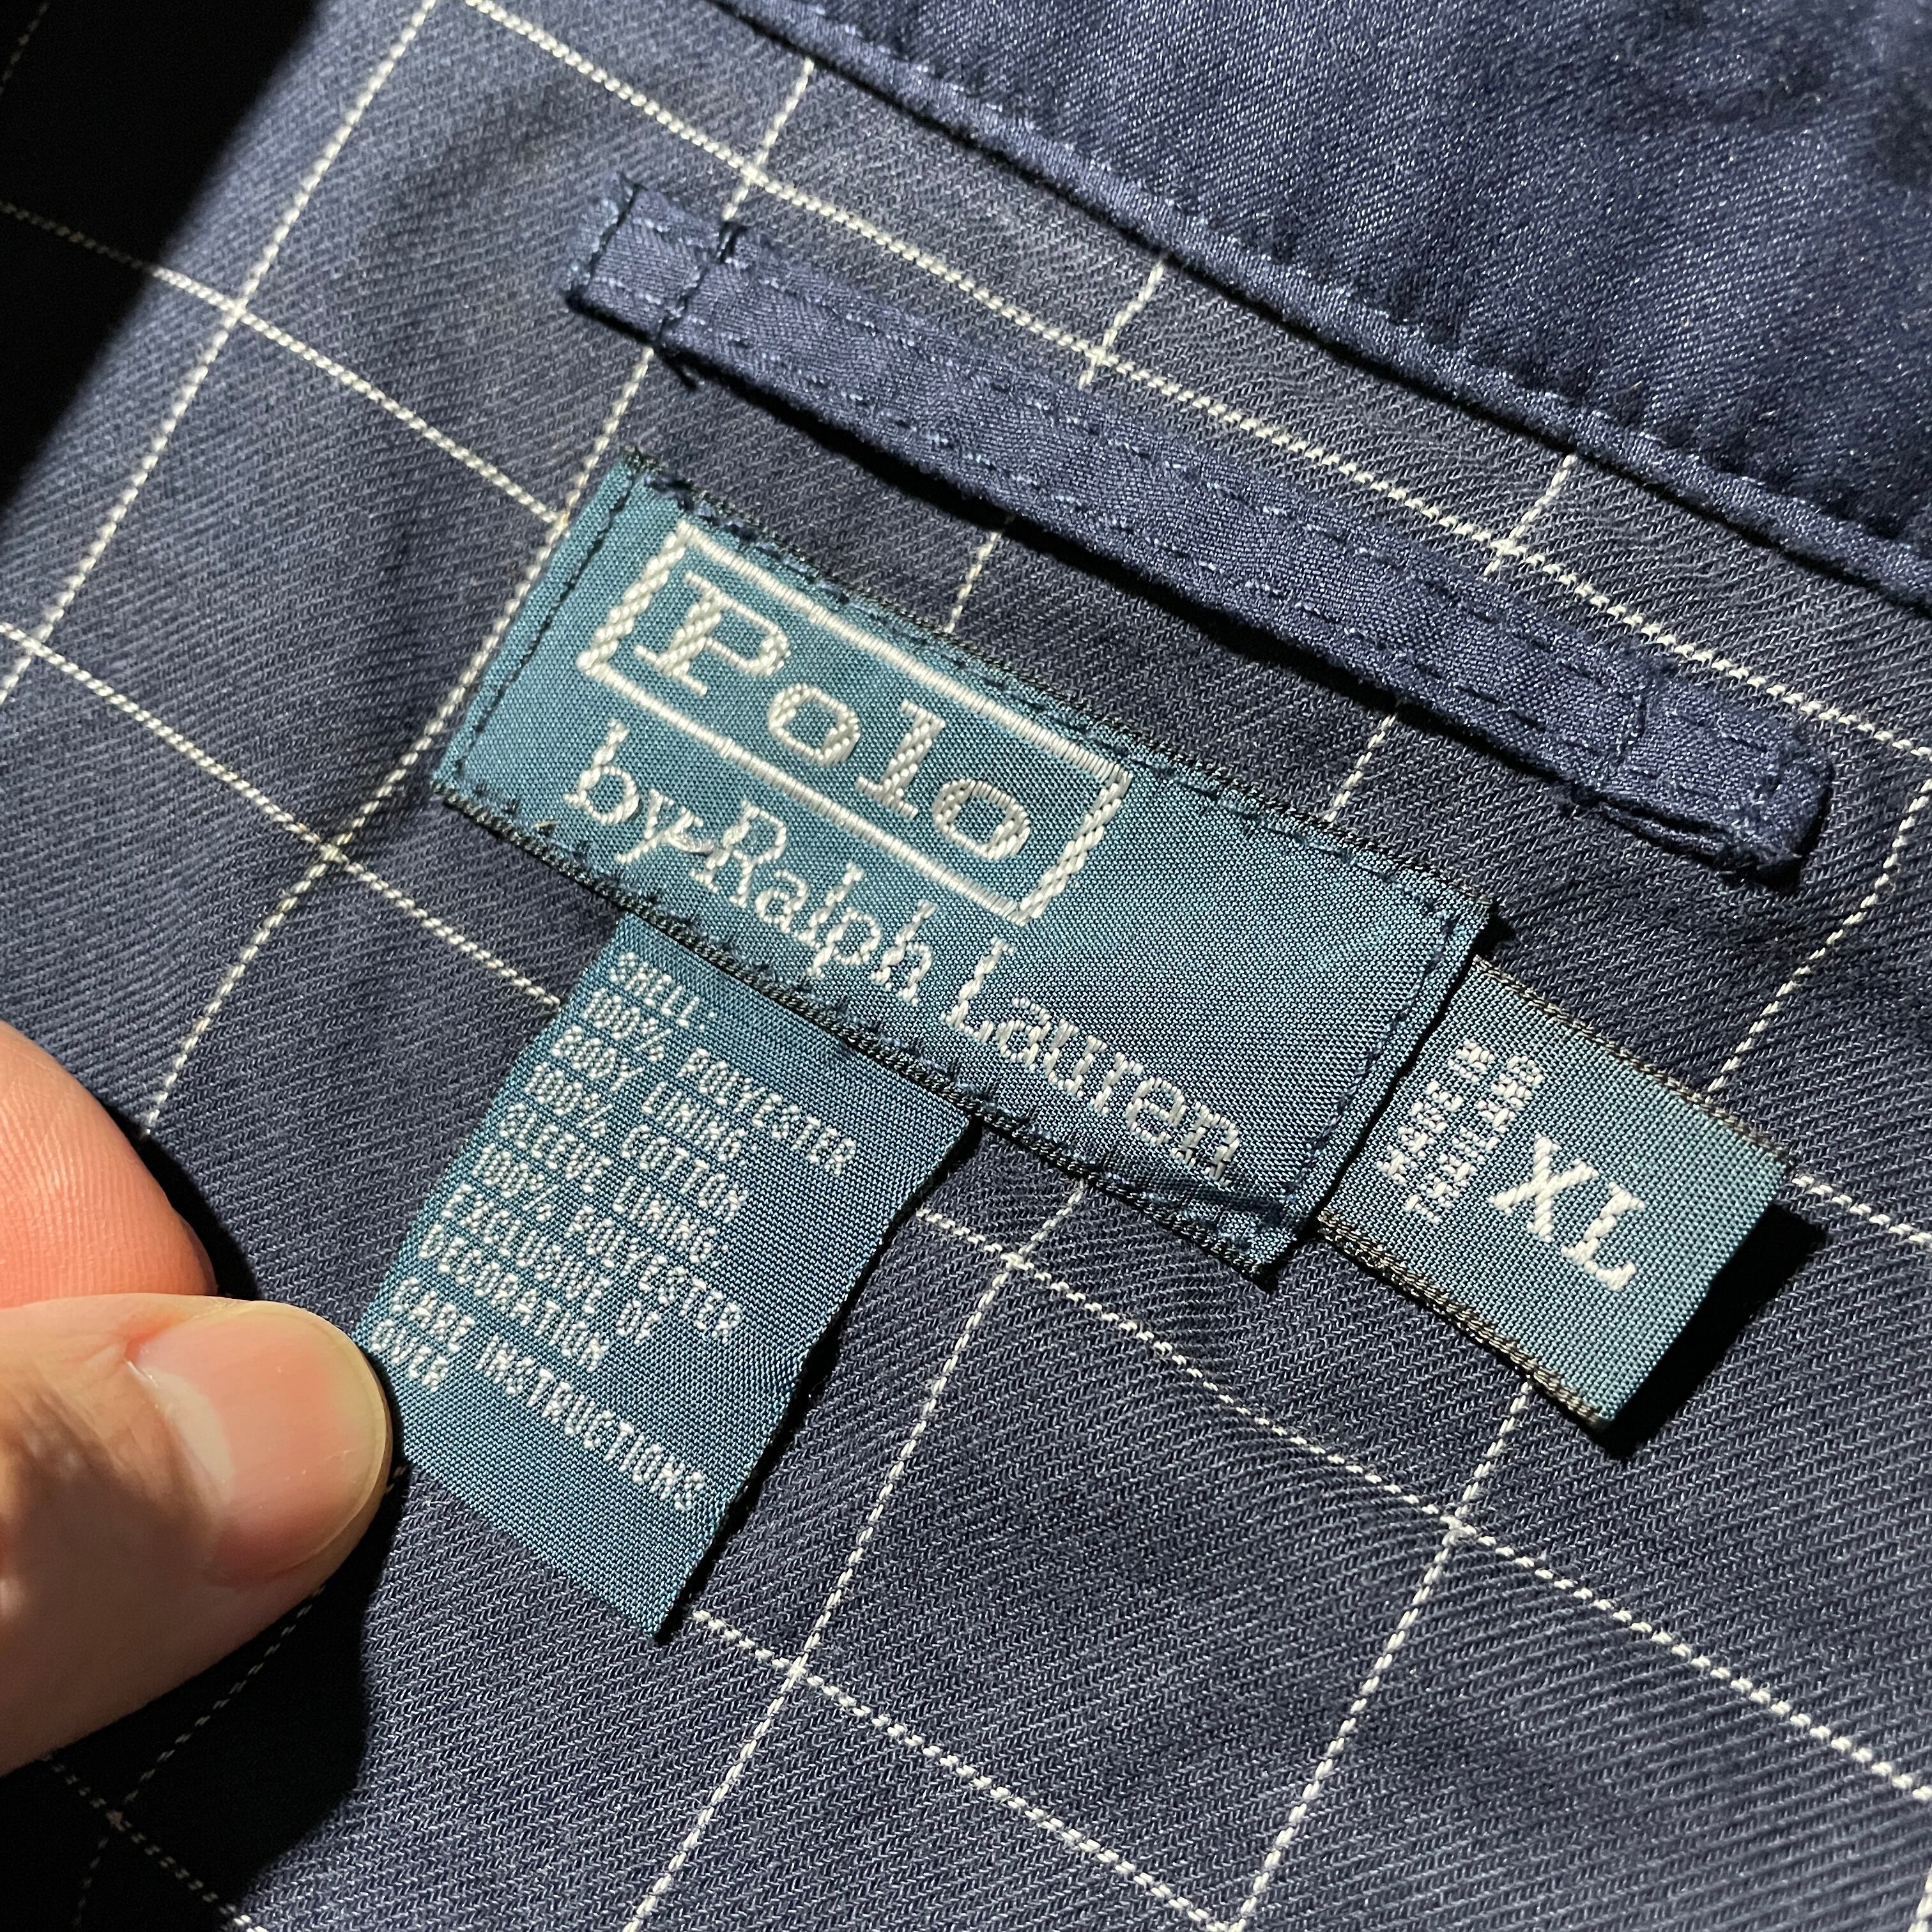 Polo
by Ralph Lauren
SHELL:
100% POLYESTER
BODY LINING:
100% COTTON
SLEEVE LINING:
100% POLYESTER
EXCLUSIVE OF
DECORATION
CARE INSTRUCTIONS
OVER
XL